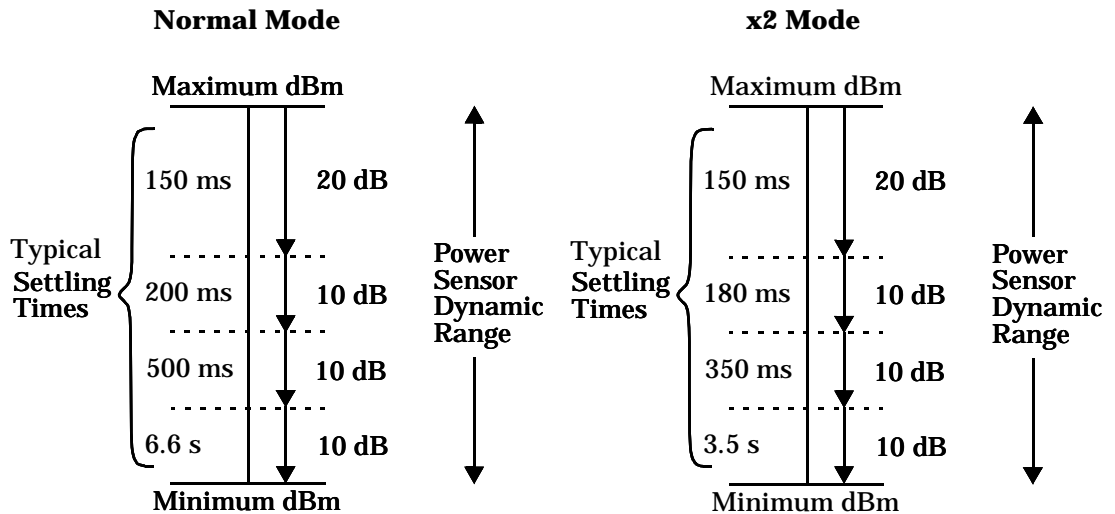 Normal Mode
Maximum dBm
150 ms
20 dB
Typical
Settling
Times
200 ms
10 dB
500 ms
10 dB
6.6 s
10 dB
Minimum dBm
Power
Sensor
Dynamic
Range
x2 Mode
Maximum dBm
150 ms
20 dB
Typical
Settling
Times
180 ms
10 dB
350 ms
10 dB
3.5 s
10 dB
Minimum dBm
Power
Sensor
Dynamic
Range